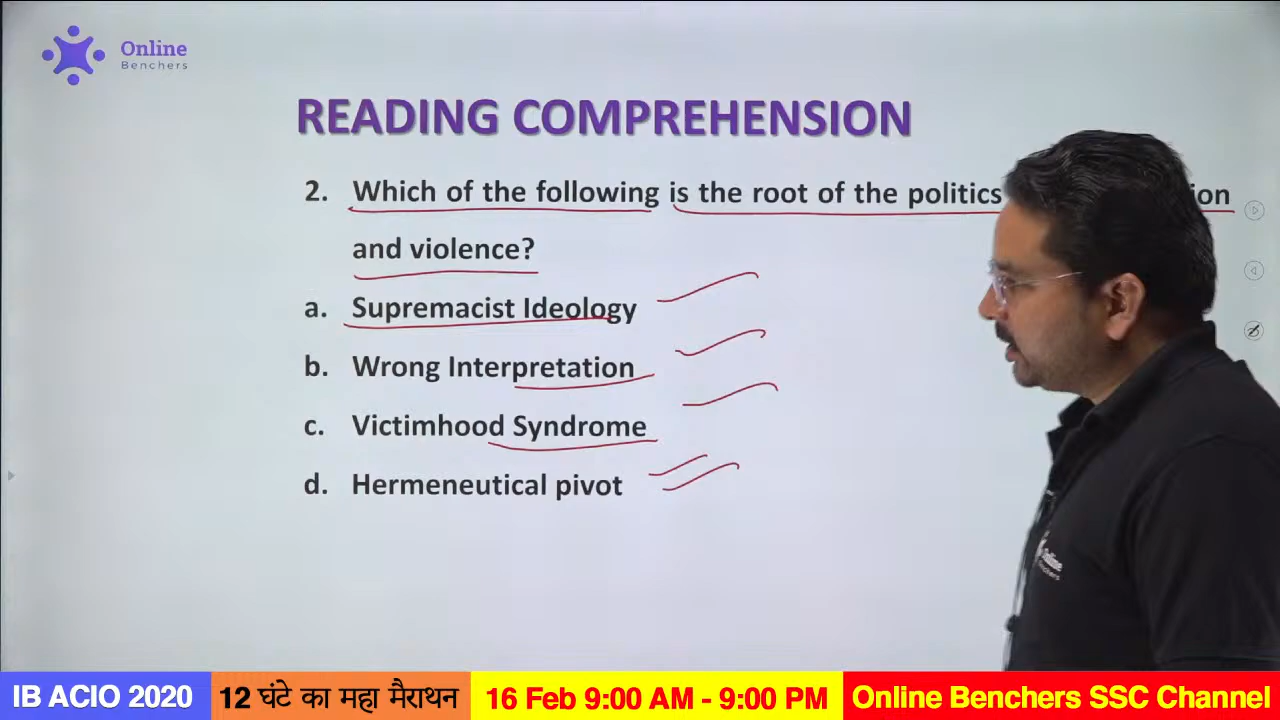 Online
Benchers
READING COMPREHENSION
2. Which of the following is the root of the politics
and violence?
a. Supremacist Ideology
b. Wrong Interpretation
c. Victimhood Syndrome
d. Hermeneutical pivot
Online
Benchers
IB ACIO 2020 12 घंटे का महा मैराथन 16 Feb 9:00 AM - 9:00 PM Online Benchers SSC Channel